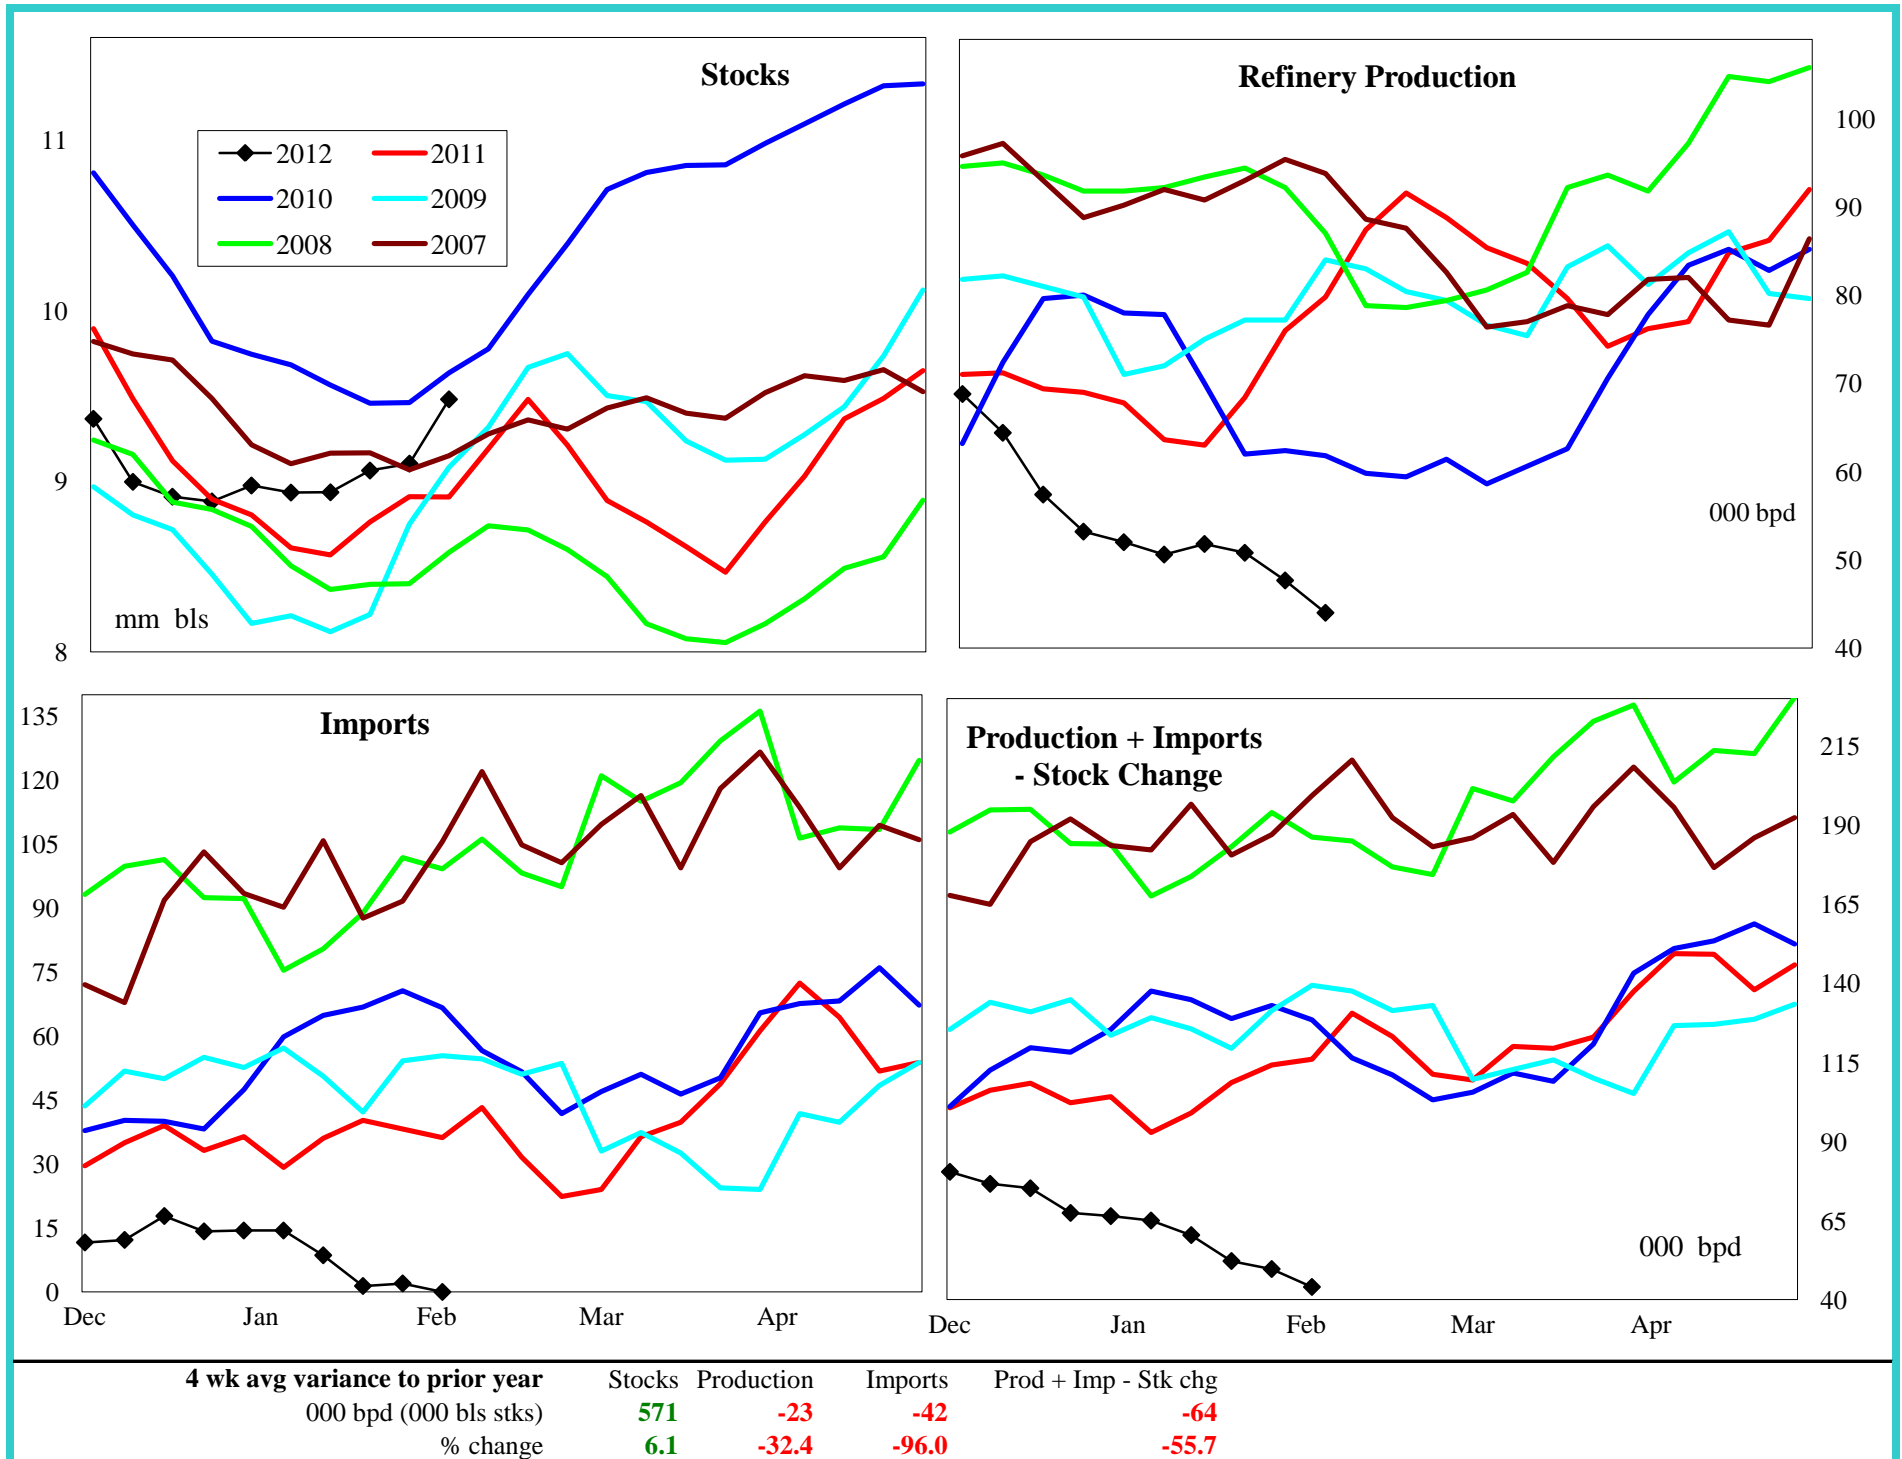 Stocks
11
10
9
8
2012
2011
2010
2009
2008
2007
mm bls
Refinery Production
100
90
80
70
60
50
40
000 bpd
Imports
135
120
105
90
75
60
45
30
15
0
Dec Jan Feb Mar Apr
Production + Imports
- Stock Change
215
190
165
140
115
90
65
40
000 bpd
Dec Jan Feb Mar Apr
4 wk avg variance to prior year Stocks Production Imports Prod + Imp - Stk chg
000 bpd (000 bls stks) 571 -23 -42 -64
% change 6.1 -32.4 -96.0 -55.7